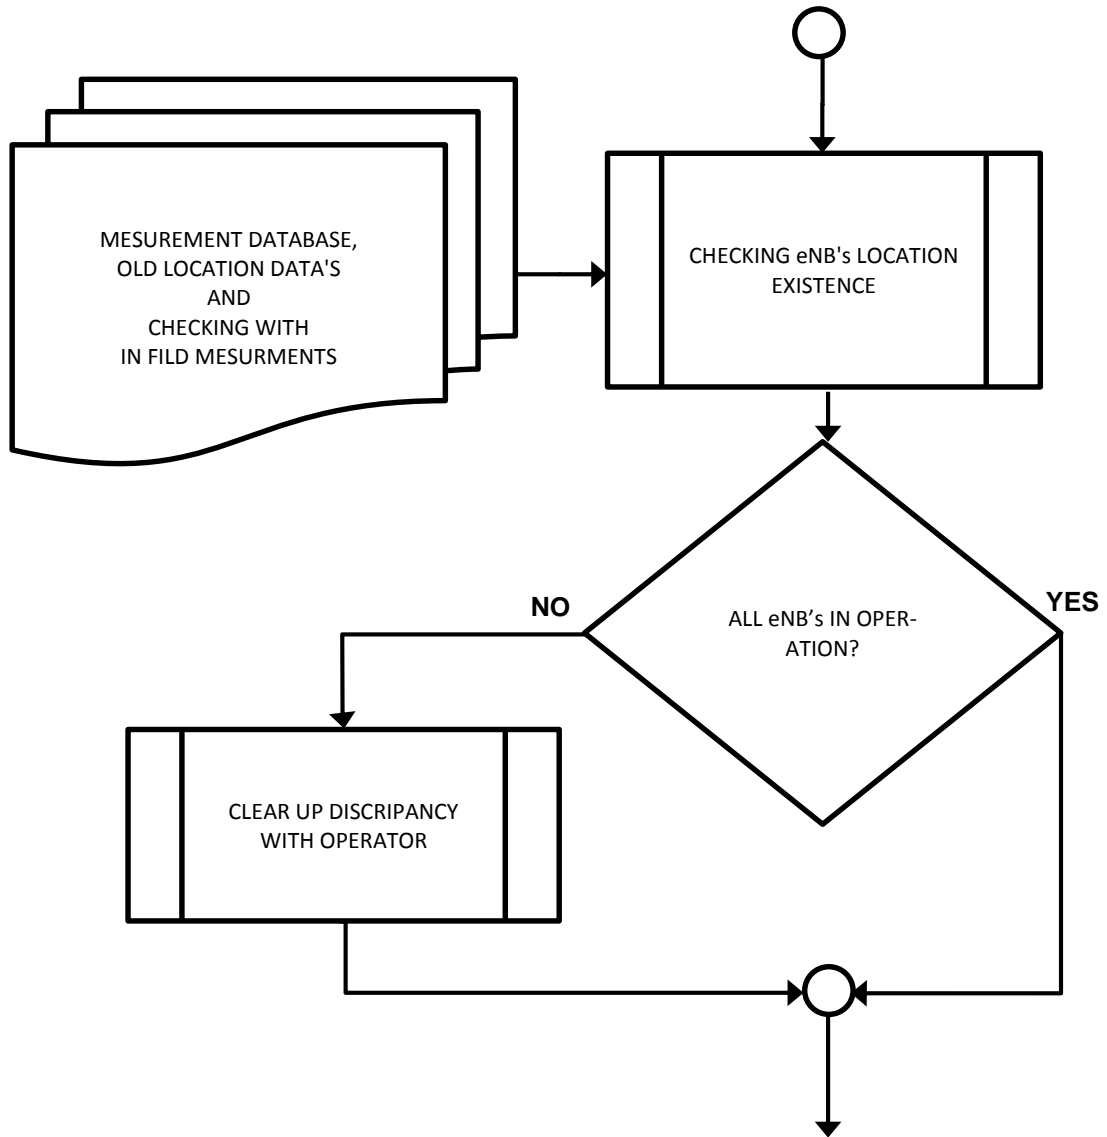 MESUREMENT DATABASE,
OLD LOCATION DATA'S
AND
CHECKING WITH
IN FILD MESURMENTS
CHECKING eNB's LOCATION
EXISTENCE
ALL eNB’s IN OPER-
ATION?
NO
YES
CLEAR UP DISCRIPANCY
WITH OPERATOR